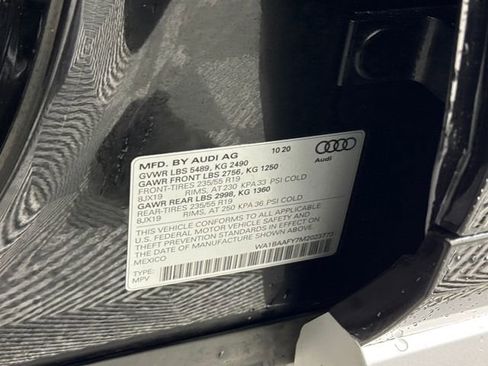 MFD. BY AUDI AG 10 20
GVWR LBS 5489, KG 2490
GAWR FRONT LBS 2756, KG 1250
FRONT-TIRES 235/55 R19
8JX19 RIMS, AT 230 KPA 33 PSI COLD
GAWR REAR LBS 2998, KG 1360
REAR-TIRES 235/55 R19
8JX19 RIMS, AT 250 KPA 36 PSI COLD
Audi
THIS VEHICLE CONFORMS TO ALL APPLICABLE
U.S. FEDERAL MOTOR VEHICLE SAFETY
STANDARDS IN EFFECT ON THE DATE
OF MANUFACTURE SHOWN ABOVE
MEXICO
WA1BAAFY7M2023773
TYPE:
MPV